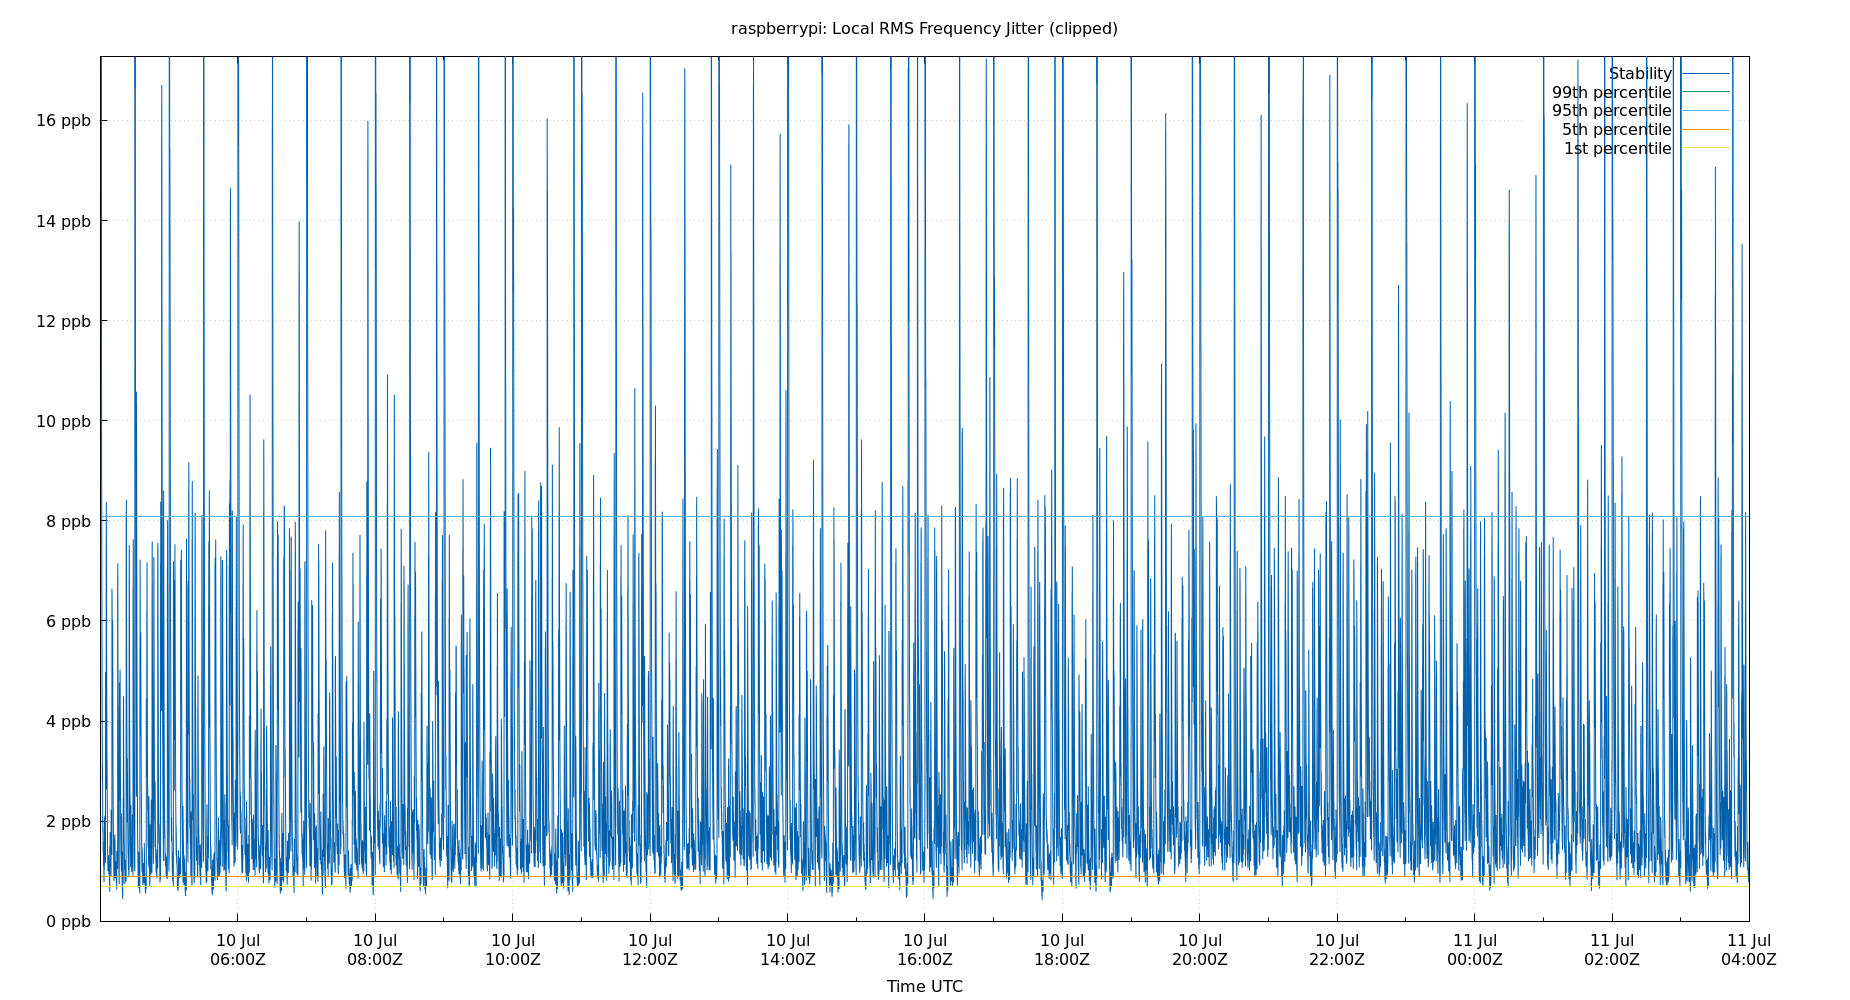 raspberrypi: Local RMS Frequency Jitter (clipped)
Stability
99th percentile
95th percentile
5th percentile
1st percentile
16 ppb
14 ppb
12 ppb
10 ppb
8 ppb
6 ppb
4 ppb
2 ppb
0 ppb
10 Jul 10 Jul 10 Jul 10 Jul 10 Jul 10 Jul 10 Jul 10 Jul 10 Jul 11 Jul 11 Jul 11 Jul
06:00Z 08:00Z 10:00Z 12:00Z 14:00Z 16:00Z 18:00Z 20:00Z 22:00Z 00:00Z 02:00Z 04:00Z
Time UTC